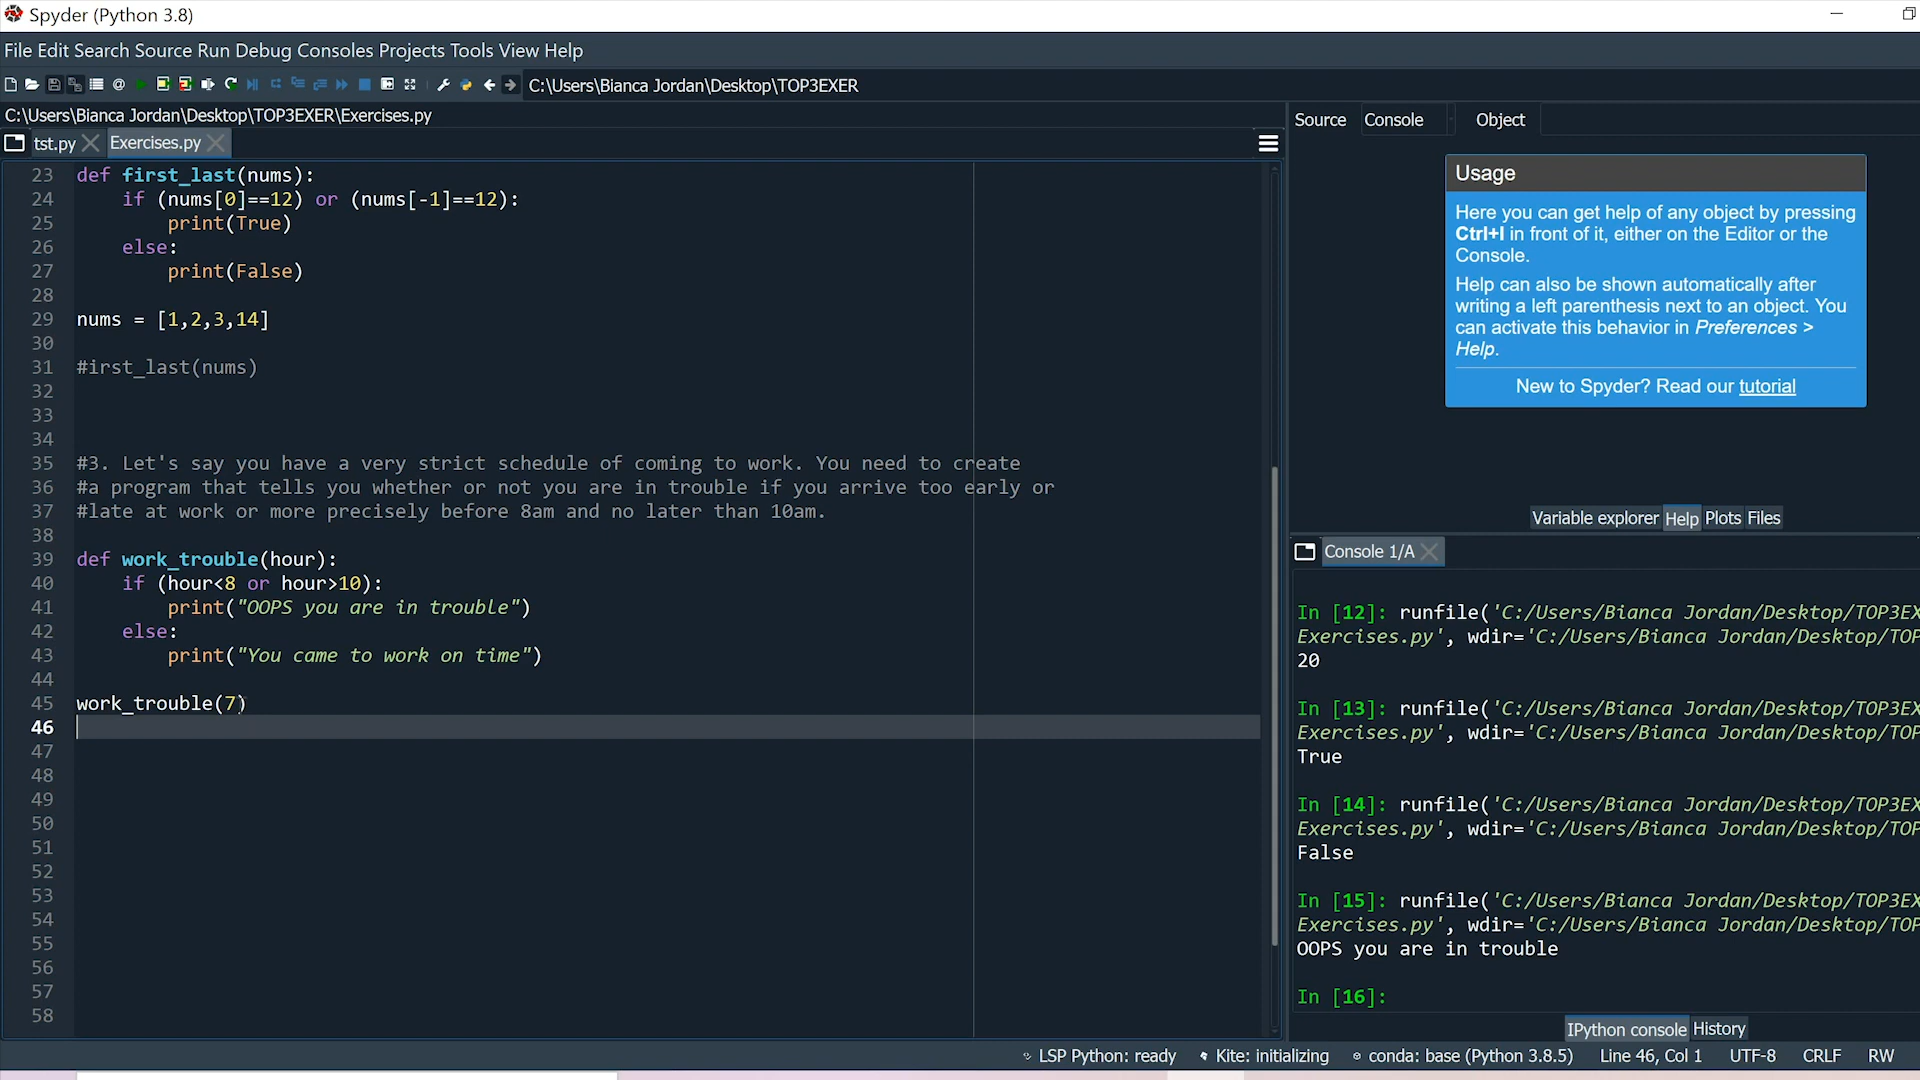 Spyder (Python 3.8)
File Edit Search Source Run Debug Consoles Projects Tools View Help
C:\Users\Bianca Jordan\Desktop\TOP3EXER
C:\Users\Bianca Jordan\Desktop\TOP3EXER\Exercises.py
tst.py Exercises.py
23 def first_last(nums):
24 if (nums[0]==12) or (nums[-1]==12):
25 print(True)
26 else:
27 print(False)
28
29 nums = [1,2,3,14]
30
31 #irst_last(nums)
32
33
34
35 #3. Let's say you have a very strict schedule of coming to work. You need to create
36 #a program that tells you whether or not you are in trouble if you arrive too early or
37 #late at work or more precisely before 8am and no later than 10am.
38
39 def work_trouble(hour):
40 if (hour<8 or hour>10):
41 print("OOPS you are in trouble")
42 else:
43 print("You came to work on time")
44
45 work_trouble(7)
46
47
48
49
50
51
52
53
54
55
56
57
58
Source Console Object
Usage
Here you can get help of any object by pressing
Ctrl+I in front of it, either on the Editor or the
Console.
Help can also be shown automatically after
writing a left parenthesis next to an object. You
can activate this behavior in Preferences >
Help.
New to Spyder? Read our tutorial
Variable explorer Help Plots Files
Console 1/A
In [12]: runfile('C:/Users/Bianca Jordan/Desktop/TOP3EX
Exercises.py', wdir='C:/Users/Bianca Jordan/Desktop/TOP
20
In [13]: runfile('C:/Users/Bianca Jordan/Desktop/TOP3EX
Exercises.py', wdir='C:/Users/Bianca Jordan/Desktop/TOP
True
In [14]: runfile('C:/Users/Bianca Jordan/Desktop/TOP3EX
Exercises.py', wdir='C:/Users/Bianca Jordan/Desktop/TOP
False
In [15]: runfile('C:/Users/Bianca Jordan/Desktop/TOP3EX
Exercises.py', wdir='C:/Users/Bianca Jordan/Desktop/TOP
OOPS you are in trouble
In [16]:
IPython console History
LSP Python: ready Kite: initializing conda: base (Python 3.8.5) Line 46, Col 1 UTF-8 CRLF RW